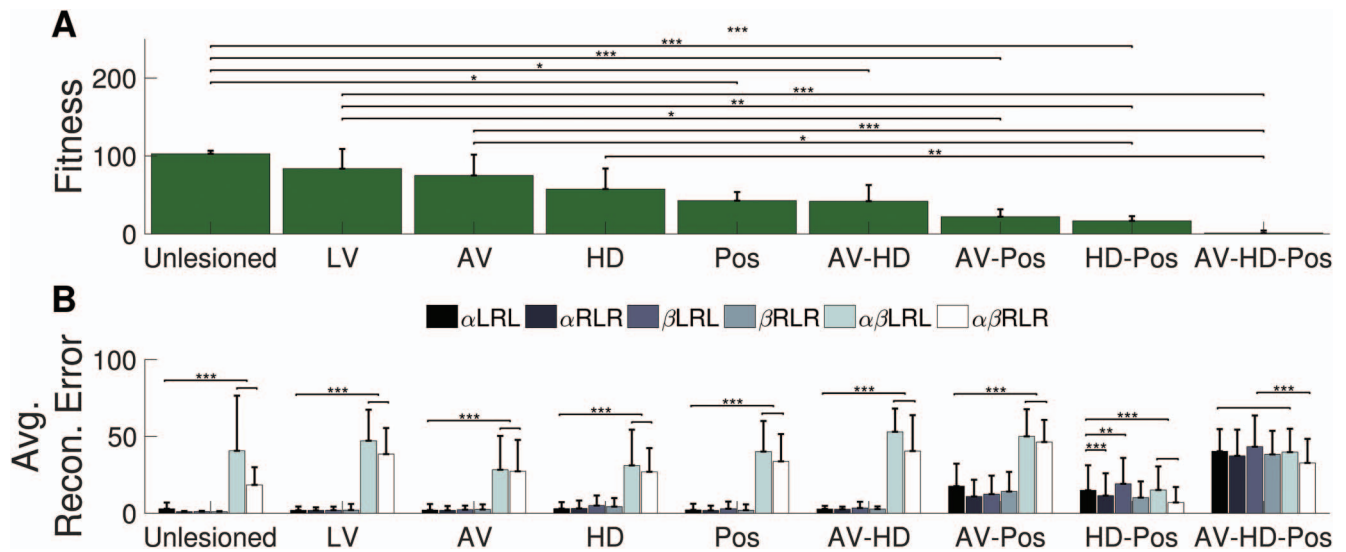 A
***
***
***
*
*
***
**
*
***
*
**
Fitness
200
100
0
Unlesioned LV AV HD Pos AV-HD AV-Pos HD-Pos AV-HD-Pos
B
αLRL αRLR βLRL βRLR αβLRL αβRLR
Avg.
Recon. Error
100
50
0
*** *** *** *** *** *** *** *** ** *** ***
Unlesioned LV AV HD Pos AV-HD AV-Pos HD-Pos AV-HD-Pos